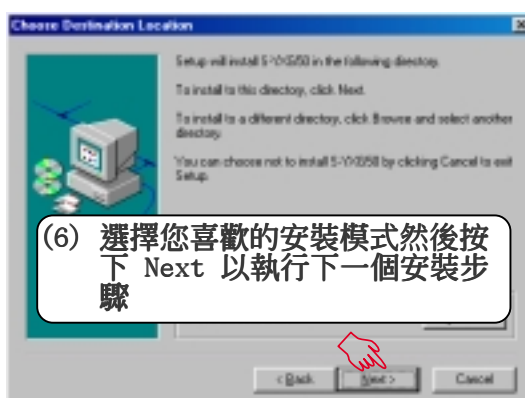 Choose Destination Location
Setup will install S-YXG50 in the following directory.
To install to this directory, click Next.
To install to a different directory, click Browse and select another
directory.
You can choose not to install S-YXG50 by clicking Cancel to exit
Setup.
(6) 選擇您喜歡的安裝模式然後按
下 Next 以執行下一個安裝步
驟
< Back
Next >
Cancel